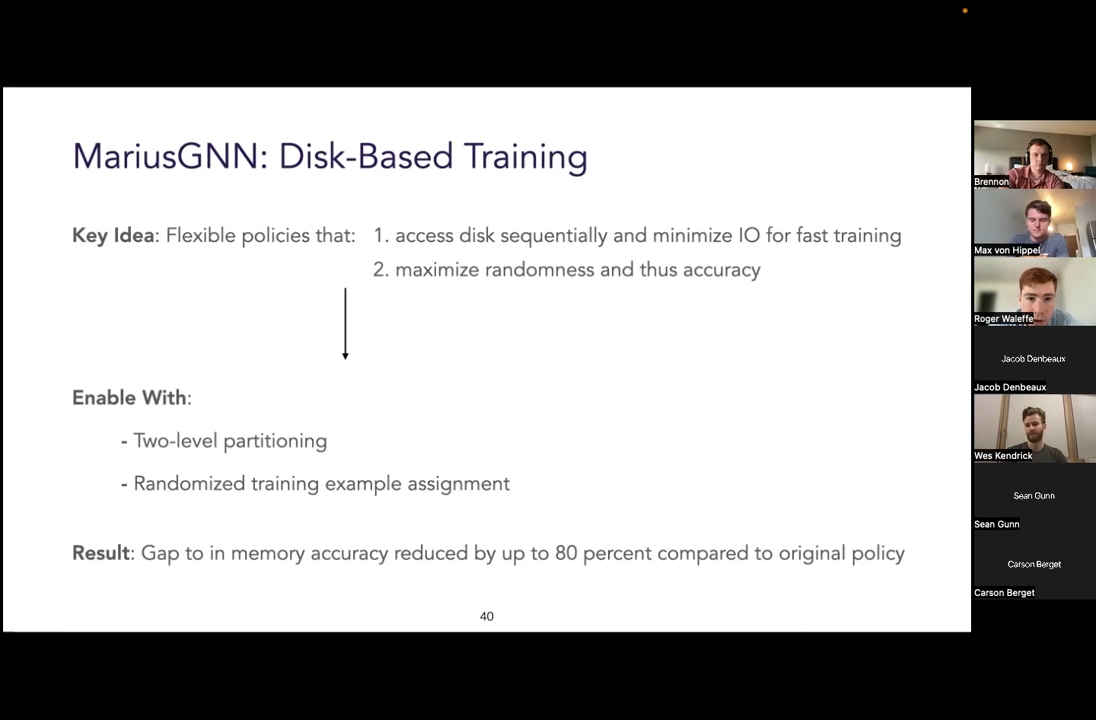 MariusGNN: Disk-Based Training
Key Idea: Flexible policies that: 1. access disk sequentially and minimize IO for fast training
2. maximize randomness and thus accuracy
Enable With:
- Two-level partitioning
- Randomized training example assignment
Result: Gap to in memory accuracy reduced by up to 80 percent compared to original policy
40
Brennon
Max von Hippel
Roger Waleffe
Jacob Denbeaux
Jacob Denbeaux
Wes Kendrick
Sean Gunn
Sean Gunn
Carson Berget
Carson Berget